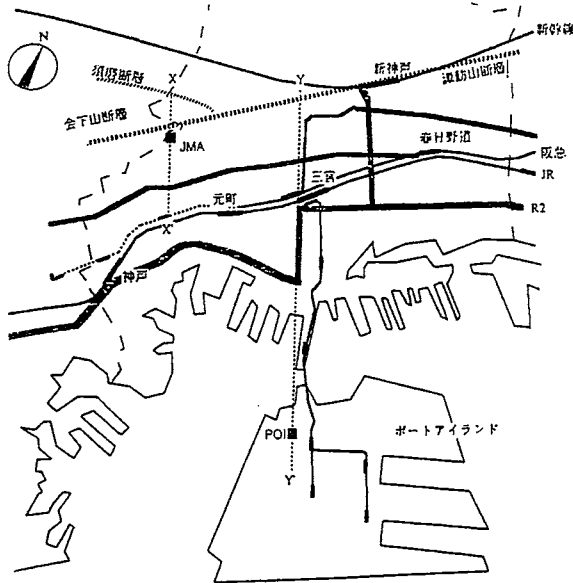 N
新幹線
須磨断層
X
Y
新神戸
諏訪山断層
会下山断層
JMA
春日野道
阪急
三宮
JR
元町
R2
X'
神戸
POI
ポートアイランド
Y'